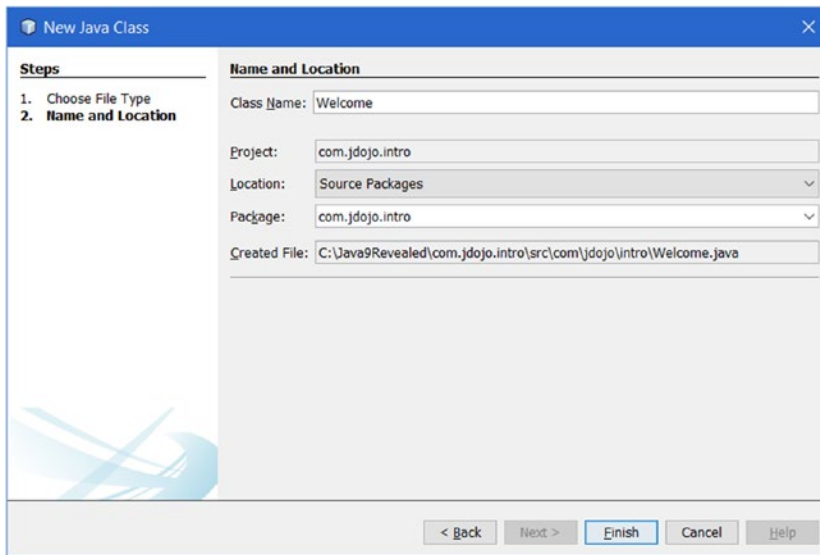 New Java Class
Steps
1. Choose File Type
2. Name and Location
Name and Location
Class Name: Welcome
Project: com.jdojo.intro
Location: Source Packages
Package: com.jdojo.intro
Created File: C:\Java9Revealed\com.jdojo.intro\src\com\jdojo\intro\Welcome.java
< Back Next > Finish Cancel Help